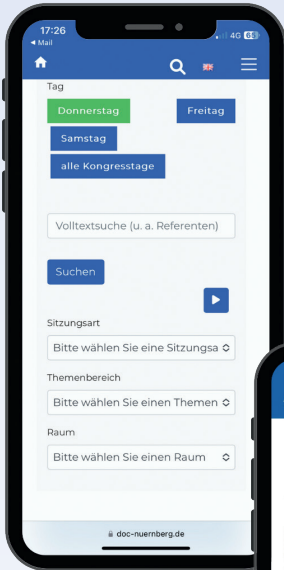 17:26
4G 63
◄ Mail
Tag
Donnerstag
Freitag
Samstag
alle Kongresstage
Volltextsuche (u. a. Referenten)
Suchen
Sitzungsart
Bitte wählen Sie eine Sitzungsa
Themenbereich
Bitte wählen Sie einen Themen
Raum
Bitte wählen Sie einen Raum
doc-nuernberg.de